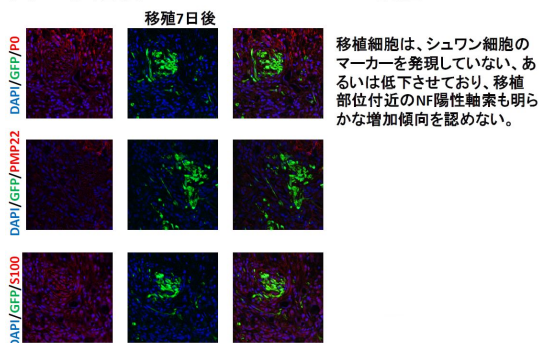 移殖7日後
DAPI/GFP/P0
DAPI/GFP/PMP22
DAPI/GFP/S100
移植細胞は、シュワン細胞の
マーカーを発現していない、あ
るいは低下させており、移植
部位付近のNF陽性軸索も明ら
かな増加傾向を認めない。